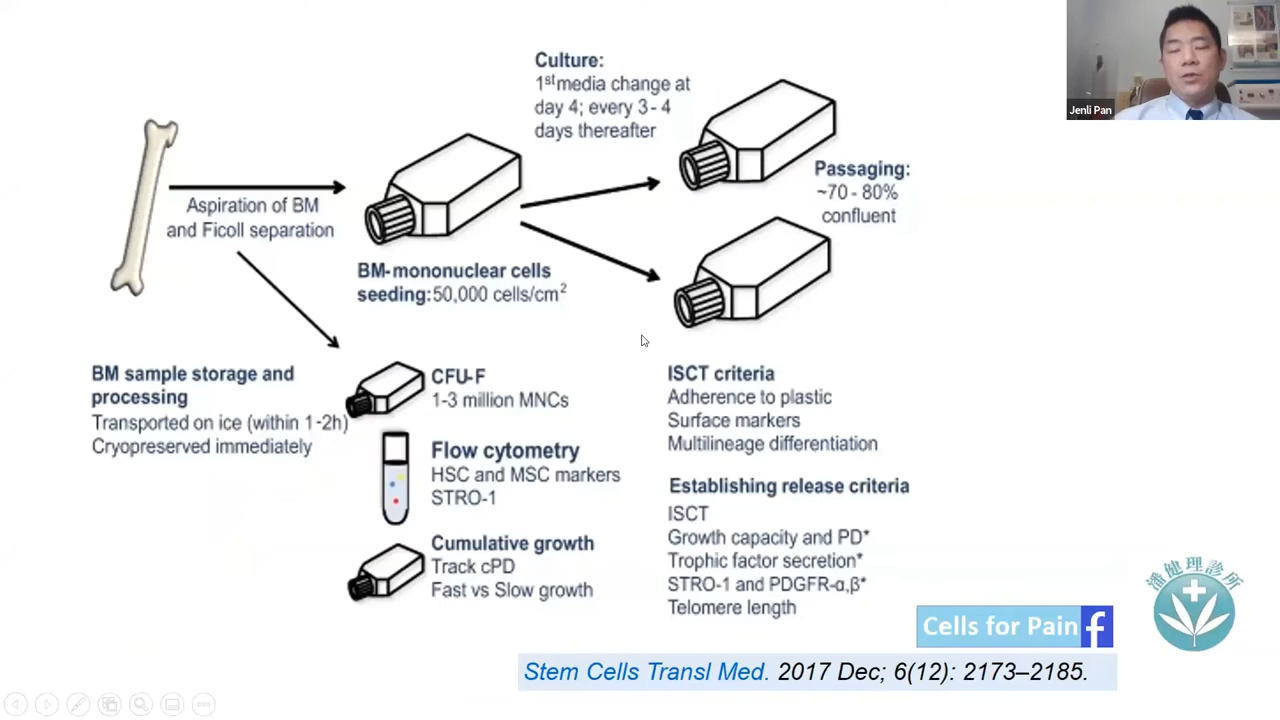 Culture:
1st media change at
day 4; every 3 - 4
days thereafter
Jenli Pan
Aspiration of BM
and Ficoll separation
Passaging:
~70 - 80%
confluent
BM-mononuclear cells
seeding: 50,000 cells/cm2
BM sample storage and
processing
Transported on ice (within 1-2h)
Cryopreserved immediately
CFU-F
1-3 million MNCs
Flow cytometry
HSC and MSC markers
STRO-1
Cumulative growth
Track cPD
Fast vs Slow growth
ISCT criteria
Adherence to plastic
Surface markers
Multilineage differentiation
Establishing release criteria
ISCT
Growth capacity and PD*
Trophic factor secretion*
STRO-1 and PDGFR-α,β*
Telomere length
Cells for Pain f
潘健理診所
Stem Cells Transl Med. 2017 Dec; 6(12): 2173–2185.